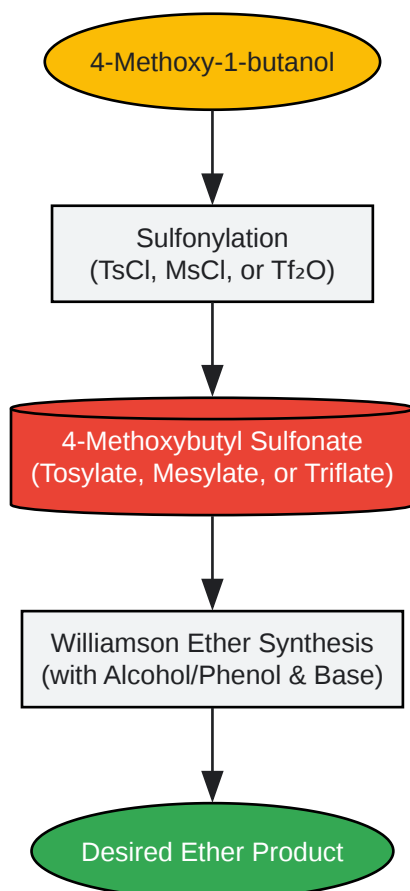 4-Methoxy-1-butanol
Sulfonylation
(TsCl, MsCl, or Tf₂O)
4-Methoxybutyl Sulfonate
(Tosylate, Mesylate, or Triflate)
Williamson Ether Synthesis
(with Alcohol/Phenol & Base)
Desired Ether Product